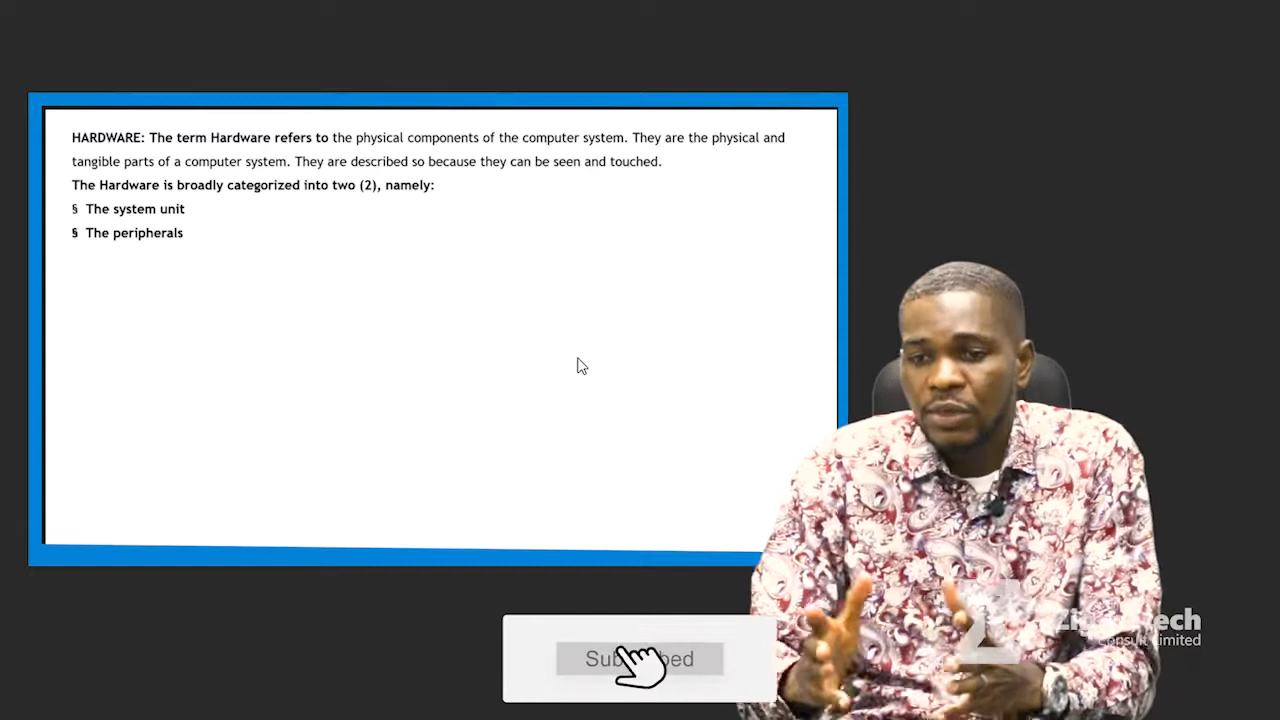 HARDWARE: The term Hardware refers to the physical components of the computer system. They are the physical and
tangible parts of a computer system. They are described so because they can be seen and touched.
The Hardware is broadly categorized into two (2), namely:
§ The system unit
§ The peripherals
Consult Limited